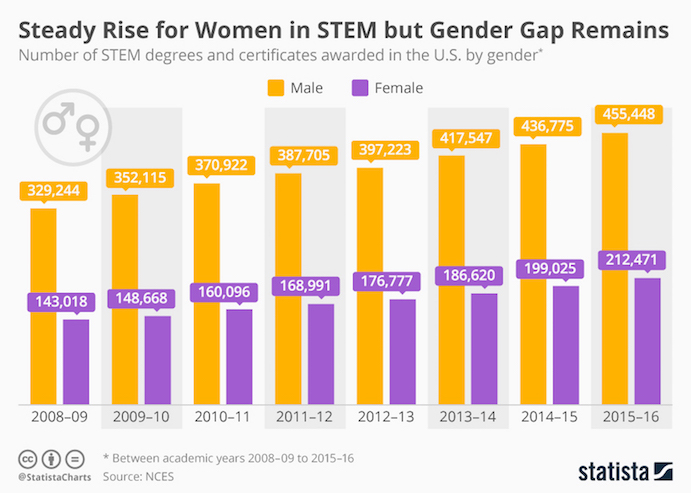 Steady Rise for Women in STEM but Gender Gap Remains
Number of STEM degrees and certificates awarded in the U.S. by gender*
Male Female
329,244 352,115 370,922 387,705 397,223 417,547 436,775 455,448
143,018 148,668 160,096 168,991 176,777 186,620 199,025 212,471
2008–09 2009–10 2010–11 2011–12 2012–13 2013–14 2014–15 2015–16
cc
@StatistaCharts
* Between academic years 2008–09 to 2015–16
Source: NCES
statista